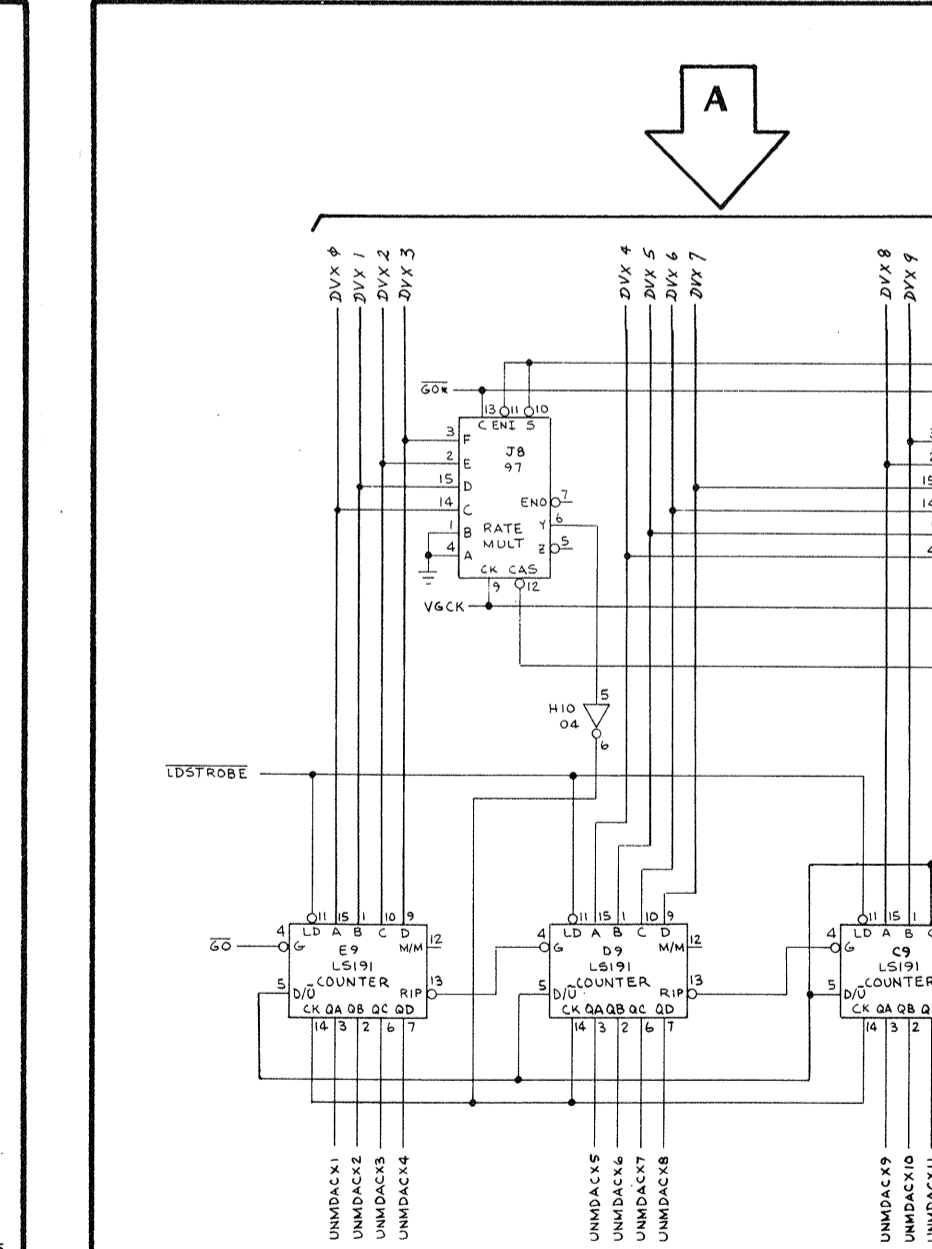 A
DVX φ
DVX 1
DVX 2
DVX 3
DVX 4
DVX 5
DVX 6
DVX 7
DVX 8
DVX 9
GO*
13 11 10
C ENI S
3 F
J8
97
2 E
15 D
14 C
1 B
4 A
RATE
MULT
ENO 7
Y 6
Z 5
CK CAS
9 12
VGCK
2
15
14
4
H10
04
5
6
LDSTROBE
11 15 1 10 9
LD A B C D
4 G
E9
LS191
COUNTER
M/M 12
5 D/U
RIP 13
CK QA QB QC QD
14 3 2 6 7
GO
11 15 1 10 9
LD A B C D
4 G
D9
LS191
COUNTER
M/M 12
5 D/U
RIP 13
CK QA QB QC QD
14 3 2 6 7
11 15 1
LD A B
4 G
C9
LS191
COUNTER
5 D/U
CK QA QB
14 3 2
UNMDACX1
UNMDACX2
UNMDACX3
UNMDACX4
UNMDACX5
UNMDACX6
UNMDACX7
UNMDACX8
UNMDACX9
UNMDACX10
UNMDACX11